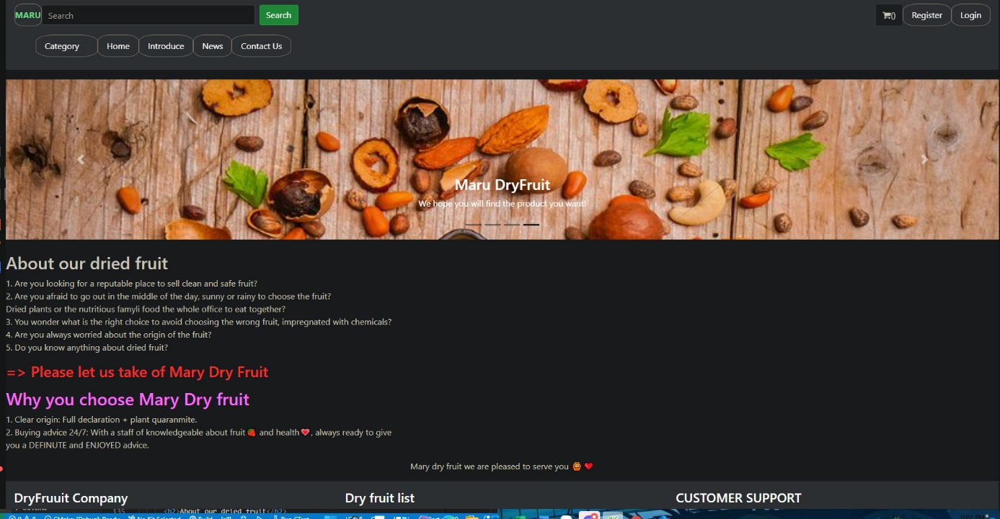 MARU Search Search 0 Register Login
Category Home Introduce News Contact Us
Maru DryFruit
We hope you will find the product you want!
About our dried fruit
1. Are you looking for a reputable place to sell clean and safe fruit?
2. Are you afraid to go out in the middle of the day, sunny or rainy to choose the fruit?
Dried plants or the nutritious famyli food the whole office to eat together?
3. You wonder what is the right choice to avoid choosing the wrong fruit, impregnated with chemicals?
4. Are you always worried about the origin of the fruit?
5. Do you know anything about dried fruit?
=> Please let us take of Mary Dry Fruit
Why you choose Mary Dry fruit
1. Clear origin: Full declaration + plant quaranmite.
2. Buying advice 24/7: With a staff of knowledgeable about fruit🍓 and health❤️, always ready to give
you a DEFINUTE and ENJOYED advice.
Mary dry fruit we are pleased to serve you
DryFruuit Company Dry fruit list CUSTOMER SUPPORT
135 <h2>About our dried fruit</h2>